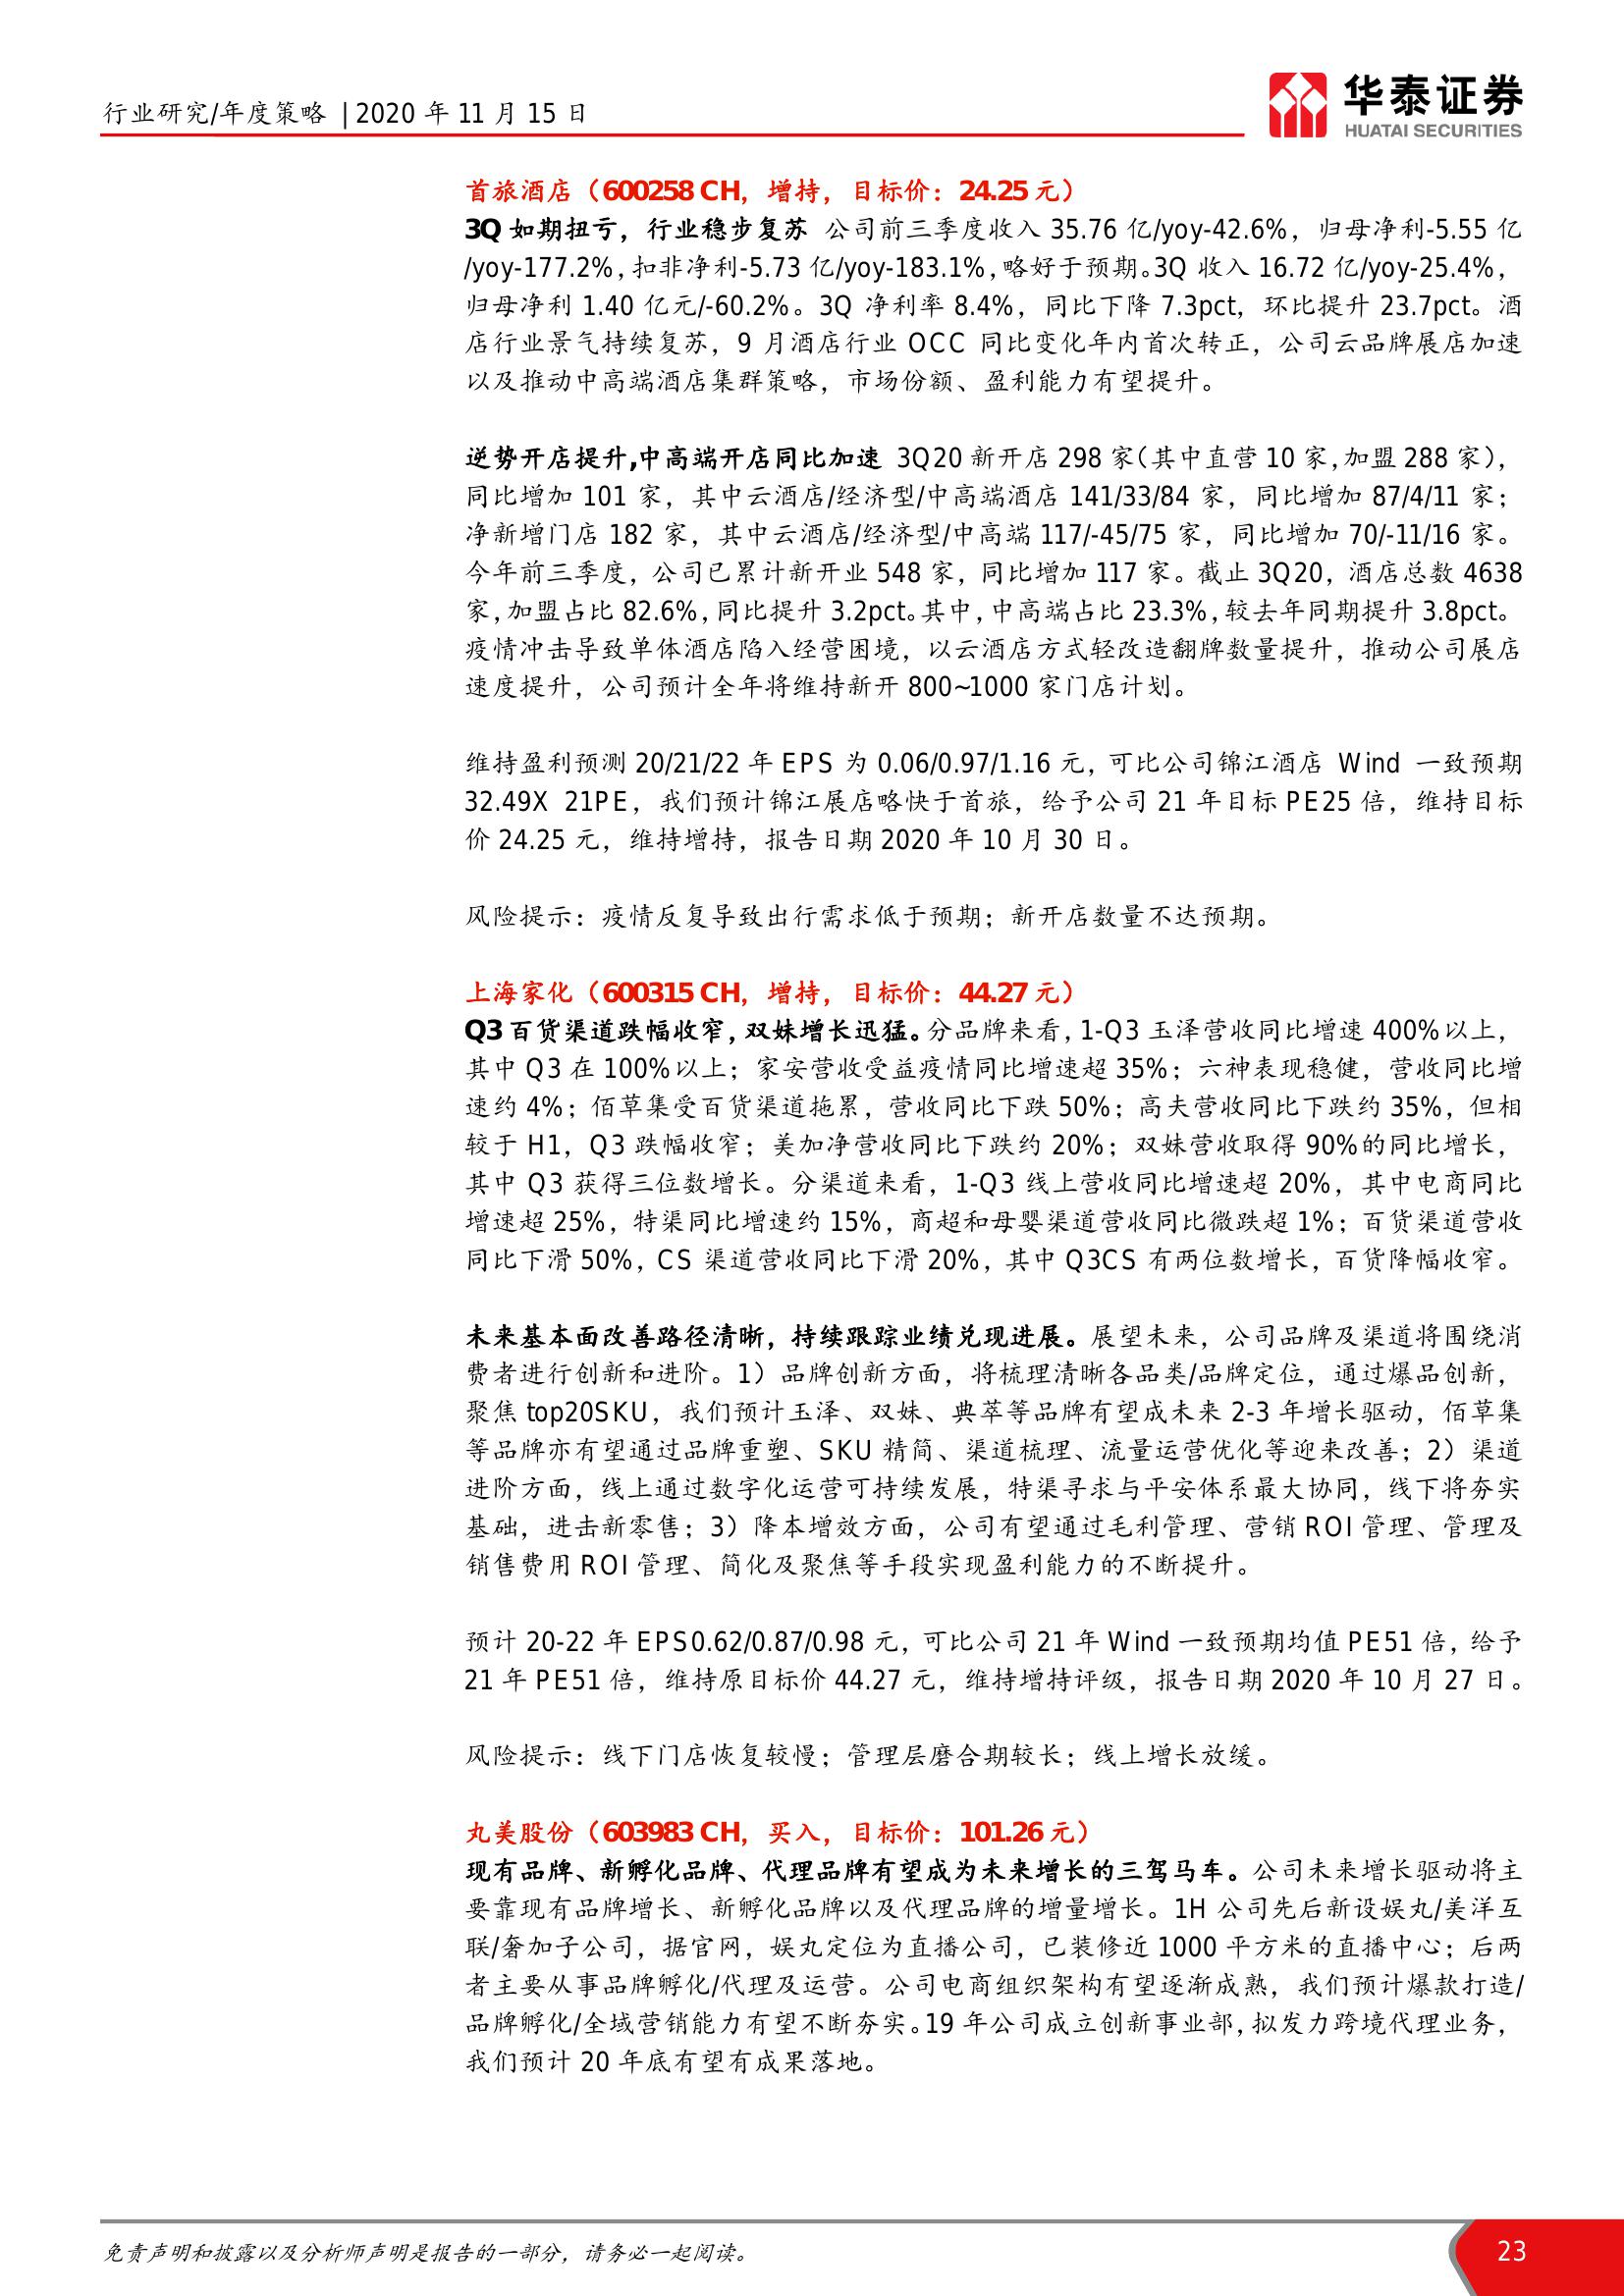 行业研究/年度策略 | 2020 年 11 月 15 日
华泰证券
HUATAI SECURITIES
首旅酒店（600258 CH，增持，目标价：24.25 元）
3Q 如期扭亏，行业稳步复苏 公司前三季度收入 35.76 亿/yoy-42.6%，归母净利-5.55 亿
/yoy-177.2%，扣非净利-5.73 亿/yoy-183.1%，略好于预期。3Q 收入 16.72 亿/yoy-25.4%，
归母净利 1.40 亿元/-60.2%。3Q 净利率 8.4%，同比下降 7.3pct，环比提升 23.7pct。酒
店行业景气持续复苏，9 月酒店行业 OCC 同比变化年内首次转正，公司云品牌展店加速
以及推动中高端酒店集群策略，市场份额、盈利能力有望提升。
逆势开店提升,中高端开店同比加速 3Q20 新开店 298 家（其中直营 10 家，加盟 288 家），
同比增加 101 家，其中云酒店/经济型/中高端酒店 141/33/84 家，同比增加 87/4/11 家；
净新增门店 182 家，其中云酒店/经济型/中高端 117/-45/75 家，同比增加 70/-11/16 家。
今年前三季度，公司已累计新开业 548 家，同比增加 117 家。截止 3Q20，酒店总数 4638
家，加盟占比 82.6%，同比提升 3.2pct。其中，中高端占比 23.3%，较去年同期提升 3.8pct。
疫情冲击导致单体酒店陷入经营困境，以云酒店方式轻改造翻牌数量提升，推动公司展店
速度提升，公司预计全年将维持新开 800~1000 家门店计划。
维持盈利预测 20/21/22 年 EPS 为 0.06/0.97/1.16 元，可比公司锦江酒店 Wind 一致预期
32.49X 21PE，我们预计锦江展店略快于首旅，给予公司 21 年目标 PE25 倍，维持目标
价 24.25 元，维持增持，报告日期 2020 年 10 月 30 日。
风险提示：疫情反复导致出行需求低于预期；新开店数量不达预期。
上海家化（600315 CH，增持，目标价：44.27 元）
Q3 百货渠道跌幅收窄，双妹增长迅猛。分品牌来看，1-Q3 玉泽营收同比增速 400%以上，
其中 Q3 在 100%以上；家安营收受益疫情同比增速超 35%；六神表现稳健，营收同比增
速约 4%；佰草集受百货渠道拖累，营收同比下跌 50%；高夫营收同比下跌约 35%，但相
较于 H1，Q3 跌幅收窄；美加净营收同比下跌约 20%；双妹营收取得 90%的同比增长，
其中 Q3 获得三位数增长。分渠道来看，1-Q3 线上营收同比增速超 20%，其中电商同比
增速超 25%，特渠同比增速约 15%，商超和母婴渠道营收同比微跌超 1%；百货渠道营收
同比下滑 50%，CS 渠道营收同比下滑 20%，其中 Q3CS 有两位数增长，百货降幅收窄。
未来基本面改善路径清晰，持续跟踪业绩兑现进展。展望未来，公司品牌及渠道将围绕消
费者进行创新和进阶。1）品牌创新方面，将梳理清晰各品类/品牌定位，通过爆品创新，
聚焦 top20SKU，我们预计玉泽、双妹、典萃等品牌有望成未来 2-3 年增长驱动，佰草集
等品牌亦有望通过品牌重塑、SKU 精简、渠道梳理、流量运营优化等迎来改善；2）渠道
进阶方面，线上通过数字化运营可持续发展，特渠寻求与平安体系最大协同，线下将夯实
基础，进击新零售；3）降本增效方面，公司有望通过毛利管理、营销 ROI 管理、管理及
销售费用 ROI 管理、简化及聚焦等手段实现盈利能力的不断提升。
预计 20-22 年 EPS0.62/0.87/0.98 元，可比公司 21 年 Wind 一致预期均值 PE51 倍，给予
21 年 PE51 倍，维持原目标价 44.27 元，维持增持评级，报告日期 2020 年 10 月 27 日。
风险提示：线下门店恢复较慢；管理层磨合期较长；线上增长放缓。
丸美股份（603983 CH，买入，目标价：101.26 元）
现有品牌、新孵化品牌、代理品牌有望成为未来增长的三驾马车。公司未来增长驱动将主
要靠现有品牌增长、新孵化品牌以及代理品牌的增量增长。1H 公司先后新设娱丸/美洋互
联/奢加子公司，据官网，娱丸定位为直播公司，已装修近 1000 平方米的直播中心；后两
者主要从事品牌孵化/代理及运营。公司电商组织架构有望逐渐成熟，我们预计爆款打造/
品牌孵化/全域营销能力有望不断夯实。19 年公司成立创新事业部，拟发力跨境代理业务，
我们预计 20 年底有望有成果落地。
免责声明和披露以及分析师声明是报告的一部分，请务必一起阅读。
23